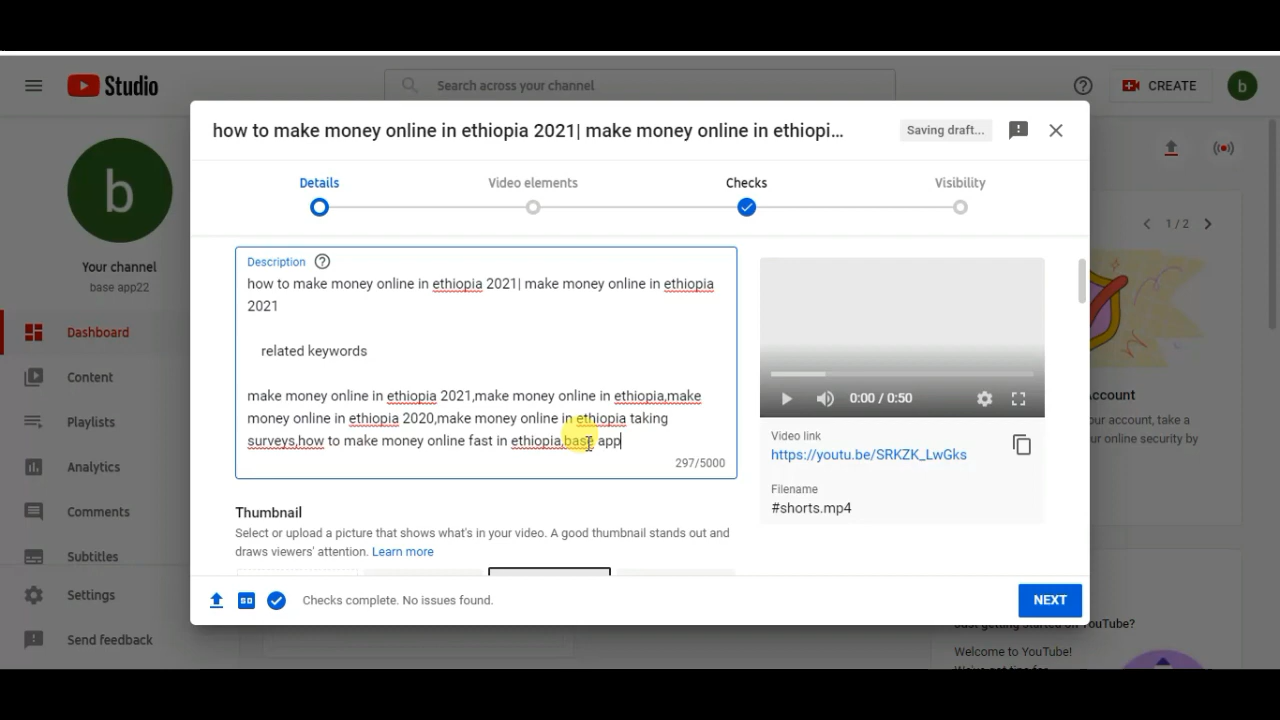 Studio
Search across your channel
CREATE
b
how to make money online in ethiopia 2021| make money online in ethiopi...
Saving draft...
Details
Video elements
Checks
Visibility
b
Your channel
base app22
Dashboard
Content
Playlists
Analytics
Comments
Subtitles
Settings
Send feedback
Description
how to make money online in ethiopia 2021| make money online in ethiopia
2021
related keywords
make money online in ethiopia 2021,make money online in ethiopia,make
money online in ethiopia 2020,make money online in ethiopia taking
surveys,how to make money online fast in ethiopia,base app
297/5000
Thumbnail
Select or upload a picture that shows what's in your video. A good thumbnail stands out and
draws viewers' attention. Learn more
0:00 / 0:50
Video link
https://youtu.be/SRKZK_LwGks
Filename
#shorts.mp4
SD
Checks complete. No issues found.
NEXT
1 / 2
count
account, take a
ur online security by
YouTube?
Welcome to YouTube!